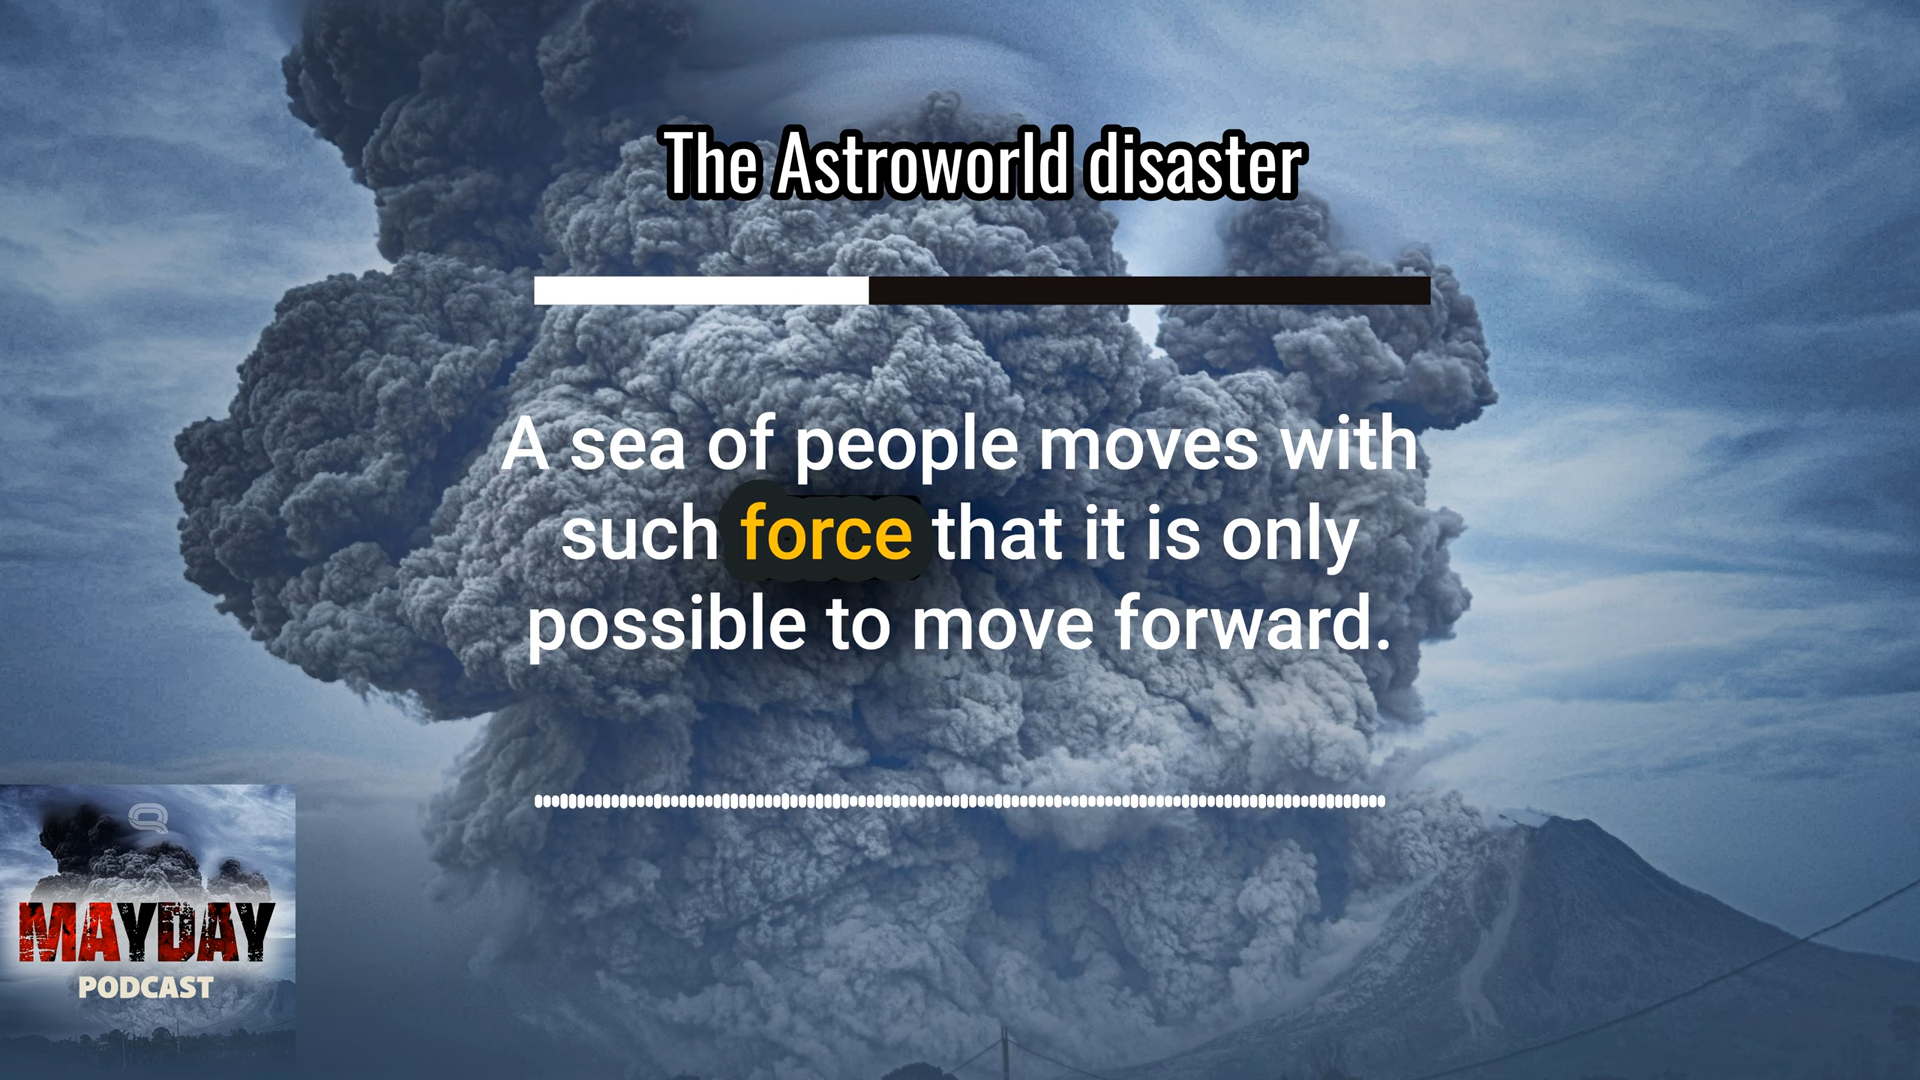 The Astroworld disaster
A sea of people moves with
such force that it is only
possible to move forward.
MAYDAY
PODCAST